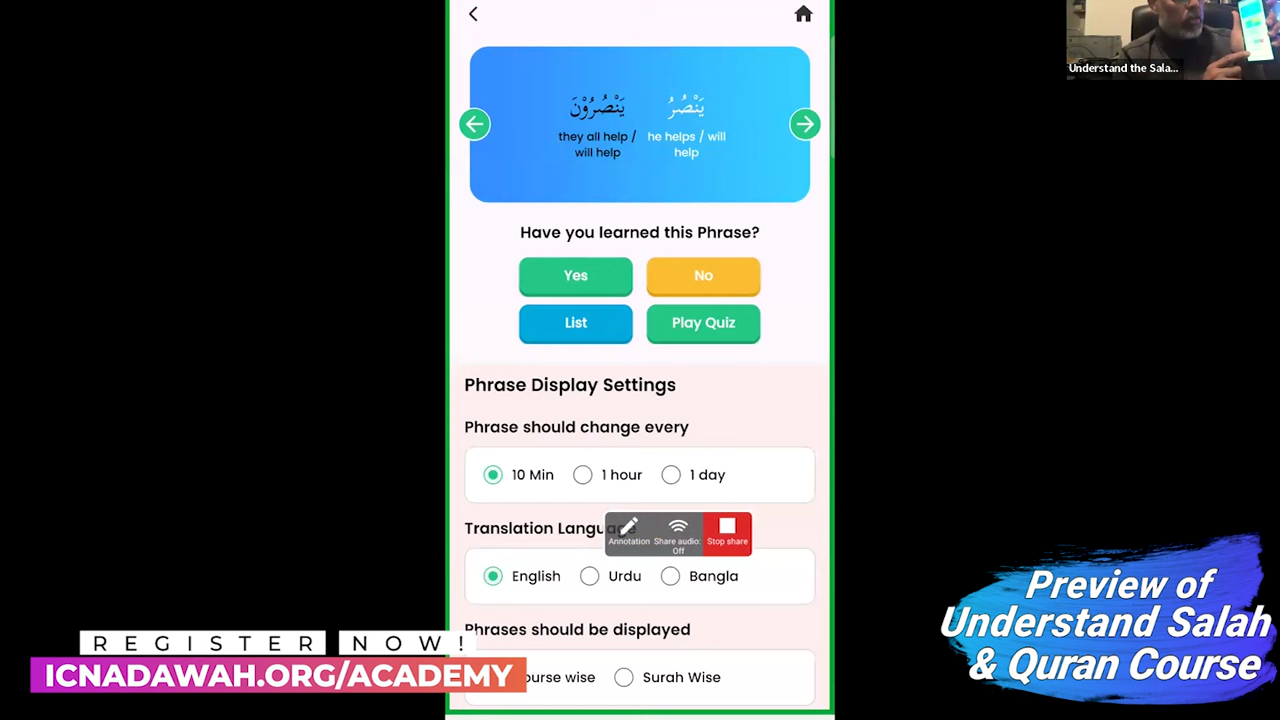 Understand the Sala...
يَنْصُرُ
he helps / will
help
يَنْصُرُوْنَ
they all help /
will help
Have you learned this Phrase?
Yes
No
List
Play Quiz
Phrase Display Settings
Phrase should change every
10 Min
1 hour
1 day
Translation Langu
Annotation
Share audio:
Off
Stop share
English
Urdu
Bangla
Phrases should be displayed
ourse wise
Surah Wise
REGISTER NOW!
ICNADAWAH.ORG/ACADEMY
Preview of
Understand Salah
& Quran Course